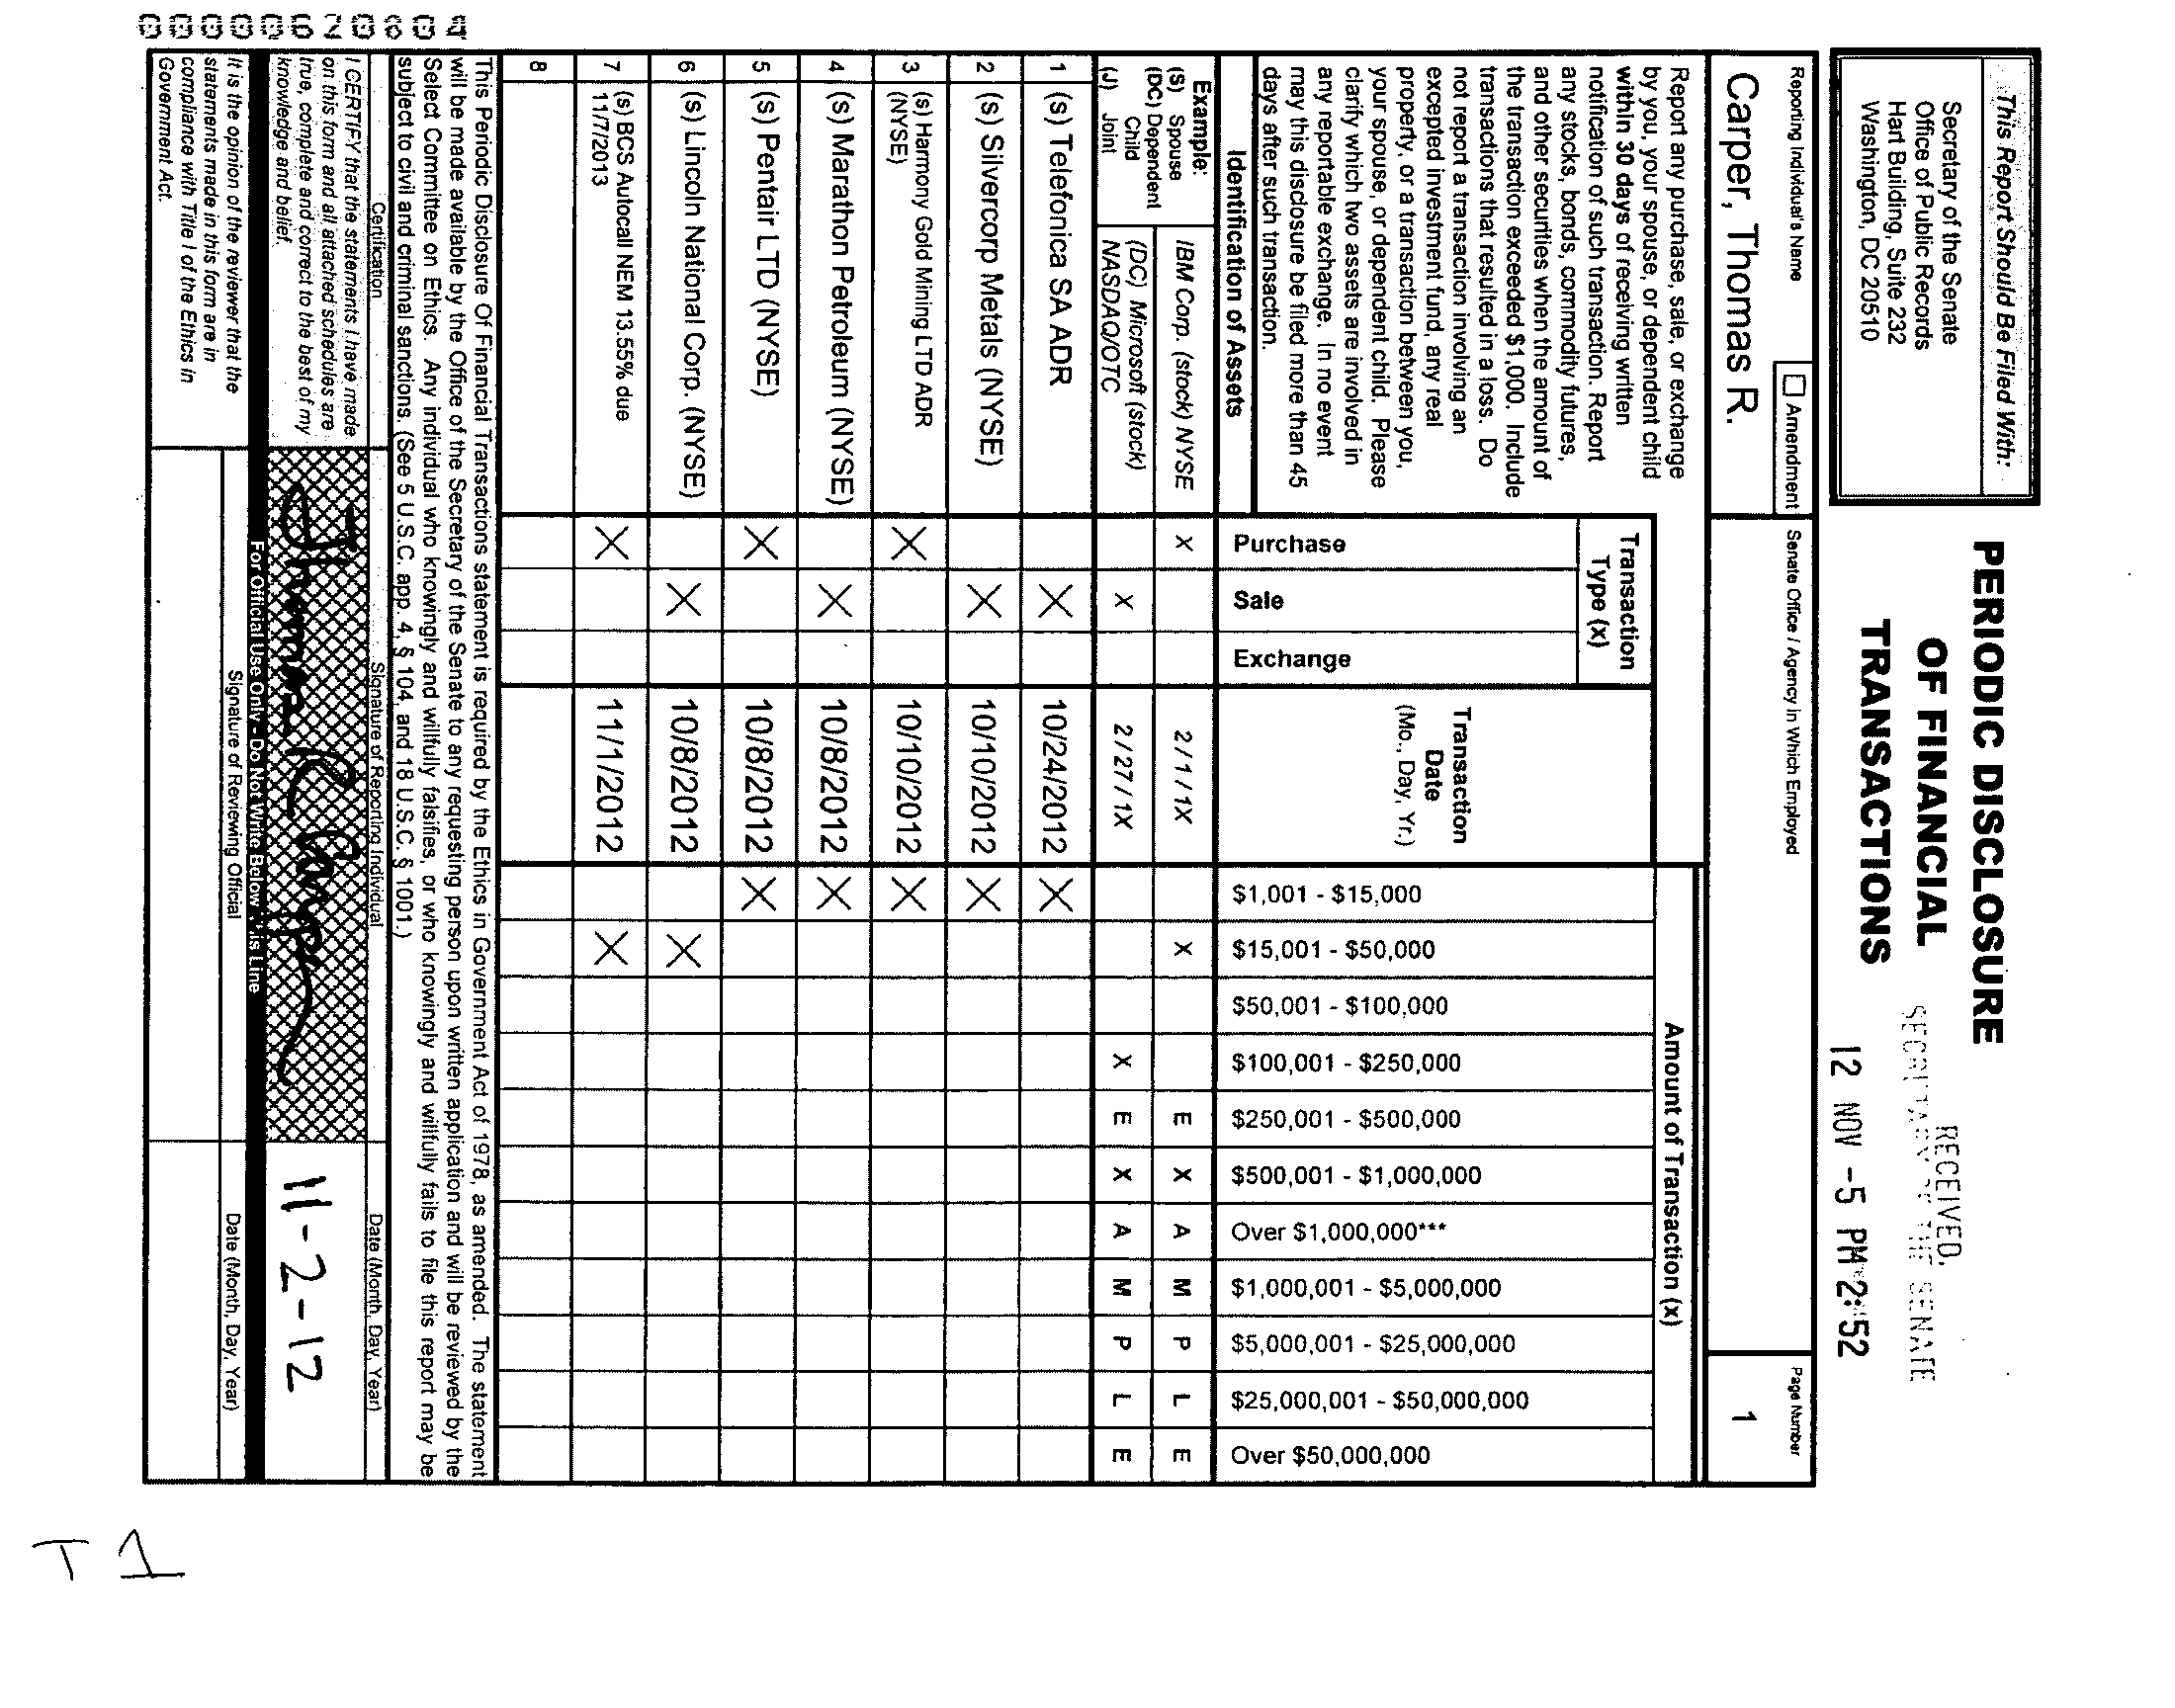 This Report Should Be Filed With:
Secretary of the Senate
Office of Public Records
Hart Building, Suite 232
Washington, DC 20510
PERIODIC DISCLOSURE
OF FINANCIAL
TRANSACTIONS
RECEIVED
SECRETARY OF THE SENATE
12 NOV -5 PM 2:52
Reporting Individual's Name
Amendment
Senate Office / Agency in Which Employed
Page Number
Carper, Thomas R.
1
Report any purchase, sale, or exchange
by you, your spouse, or dependent child
within 30 days of receiving written
notification of such transaction. Report
any stocks, bonds, commodity futures,
and other securities when the amount of
the transaction exceeded $1,000. Include
transactions that resulted in a loss. Do
not report a transaction involving an
excepted investment fund, any real
property, or a transaction between you,
your spouse, or dependent child. Please
clarify which two assets are involved in
any reportable exchange. In no event
may this disclosure be filed more than 45
days after such transaction.
Identification of Assets
Transaction
Type (x)
Purchase
Sale
Exchange
Transaction
Date
(Mo., Day, Yr.)
Amount of Transaction (x)
$1,001 - $15,000
$15,001 - $50,000
$50,001 - $100,000
$100,001 - $250,000
$250,001 - $500,000
$500,001 - $1,000,000
Over $1,000,000***
$1,000,001 - $5,000,000
$5,000,001 - $25,000,000
$25,000,001 - $50,000,000
Over $50,000,000
Example:
(S) Spouse
(DC) Dependent
Child
(J) Joint
IBM Corp. (stock) NYSE X 2 / 1 / 1X X E X A M P L E
(DC) Microsoft (stock)
NASDAQ/OTC X 2 / 27 / 1X X E X A M P L E
1 (s) Telefonica SA ADR X 10/24/2012 X
2 (s) Silvercorp Metals (NYSE) X 10/10/2012 X
3 (s) Harmony Gold Mining LTD ADR
(NYSE) X 10/10/2012 X
4 (s) Marathon Petroleum (NYSE) X 10/8/2012 X
5 (s) Pentair LTD (NYSE) X 10/8/2012 X
6 (s) Lincoln National Corp. (NYSE) X 10/8/2012 X
7 (s) BCS Autocall NEM 13.55% due
11/7/2013 X 11/1/2012 X
8
This Periodic Disclosure Of Financial Transactions statement is required by the Ethics in Government Act of 1978, as amended. The statement
will be made available by the Office of the Secretary of the Senate to any requesting person upon written application and will be reviewed by the
Select Committee on Ethics. Any individual who knowingly and willfully falsifies, or who knowingly and willfully fails to file this report may be
subject to civil and criminal sanctions. (See 5 U.S.C. app. 4, § 104, and 18 U.S.C. § 1001.)
Certification
Signature of Reporting Individual
Date (Month, Day, Year)
I CERTIFY that the statements I have made
on this form and all attached schedules are
true, complete and correct to the best of my
knowledge and belief.
Thomas R. Carper
11-2-12
For Official Use Only - Do Not Write Below This Line
It is the opinion of the reviewer that the
statements made in this form are in
compliance with Title I of the Ethics in
Government Act.
Signature of Reviewing Official
Date (Month, Day, Year)
T 1